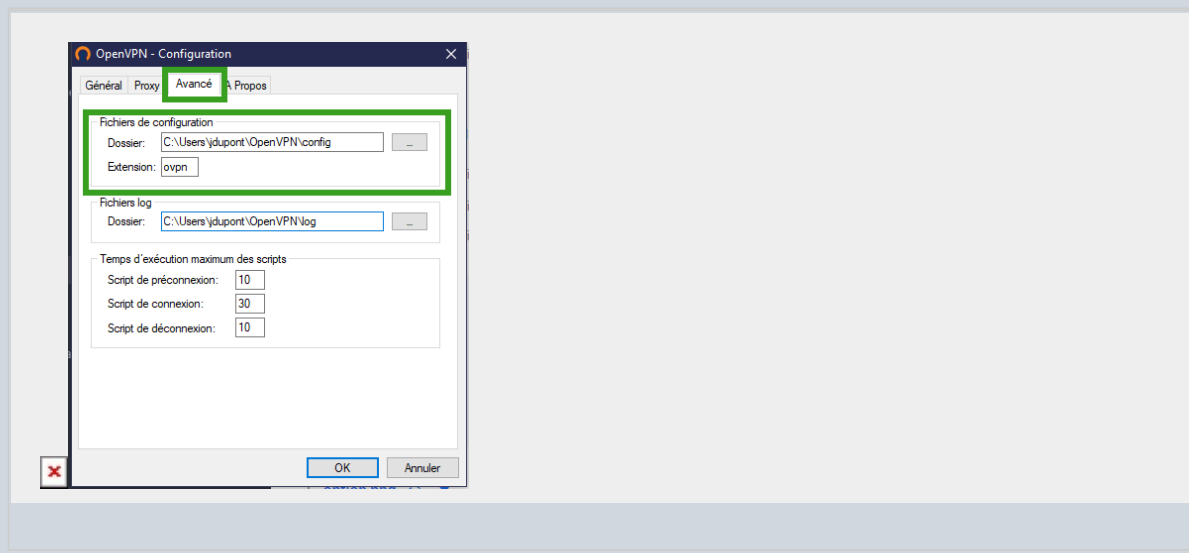 OpenVPN - Configuration
Général Proxy Avancé A Propos
Fichiers de configuration
Dossier: C:\Users\jdupont\OpenVPN\config ...
Extension: ovpn
Fichiers log
Dossier: C:\Users\jdupont\OpenVPN\log ...
Temps d'exécution maximum des scripts
Script de préconnexion: 10
Script de connexion: 30
Script de déconnexion: 10
OK Annuler